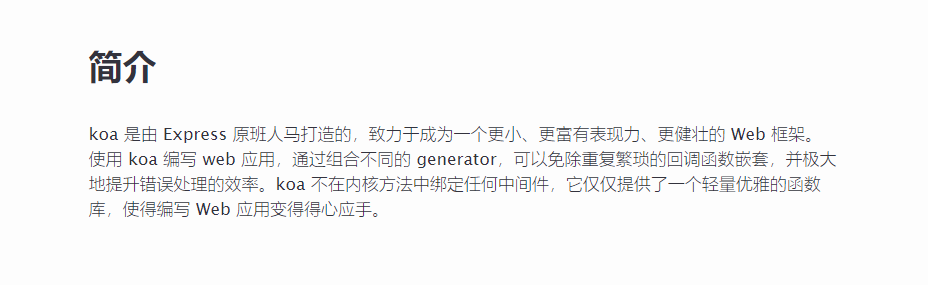 简介
koa 是由 Express 原班人马打造的，致力于成为一个更小、更富有表现力、更健壮的 Web 框架。
使用 koa 编写 web 应用，通过组合不同的 generator，可以免除重复繁琐的回调函数嵌套，并极大
地提升错误处理的效率。koa 不在内核方法中绑定任何中间件，它仅仅提供了一个轻量优雅的函数
库，使得编写 Web 应用变得得心应手。